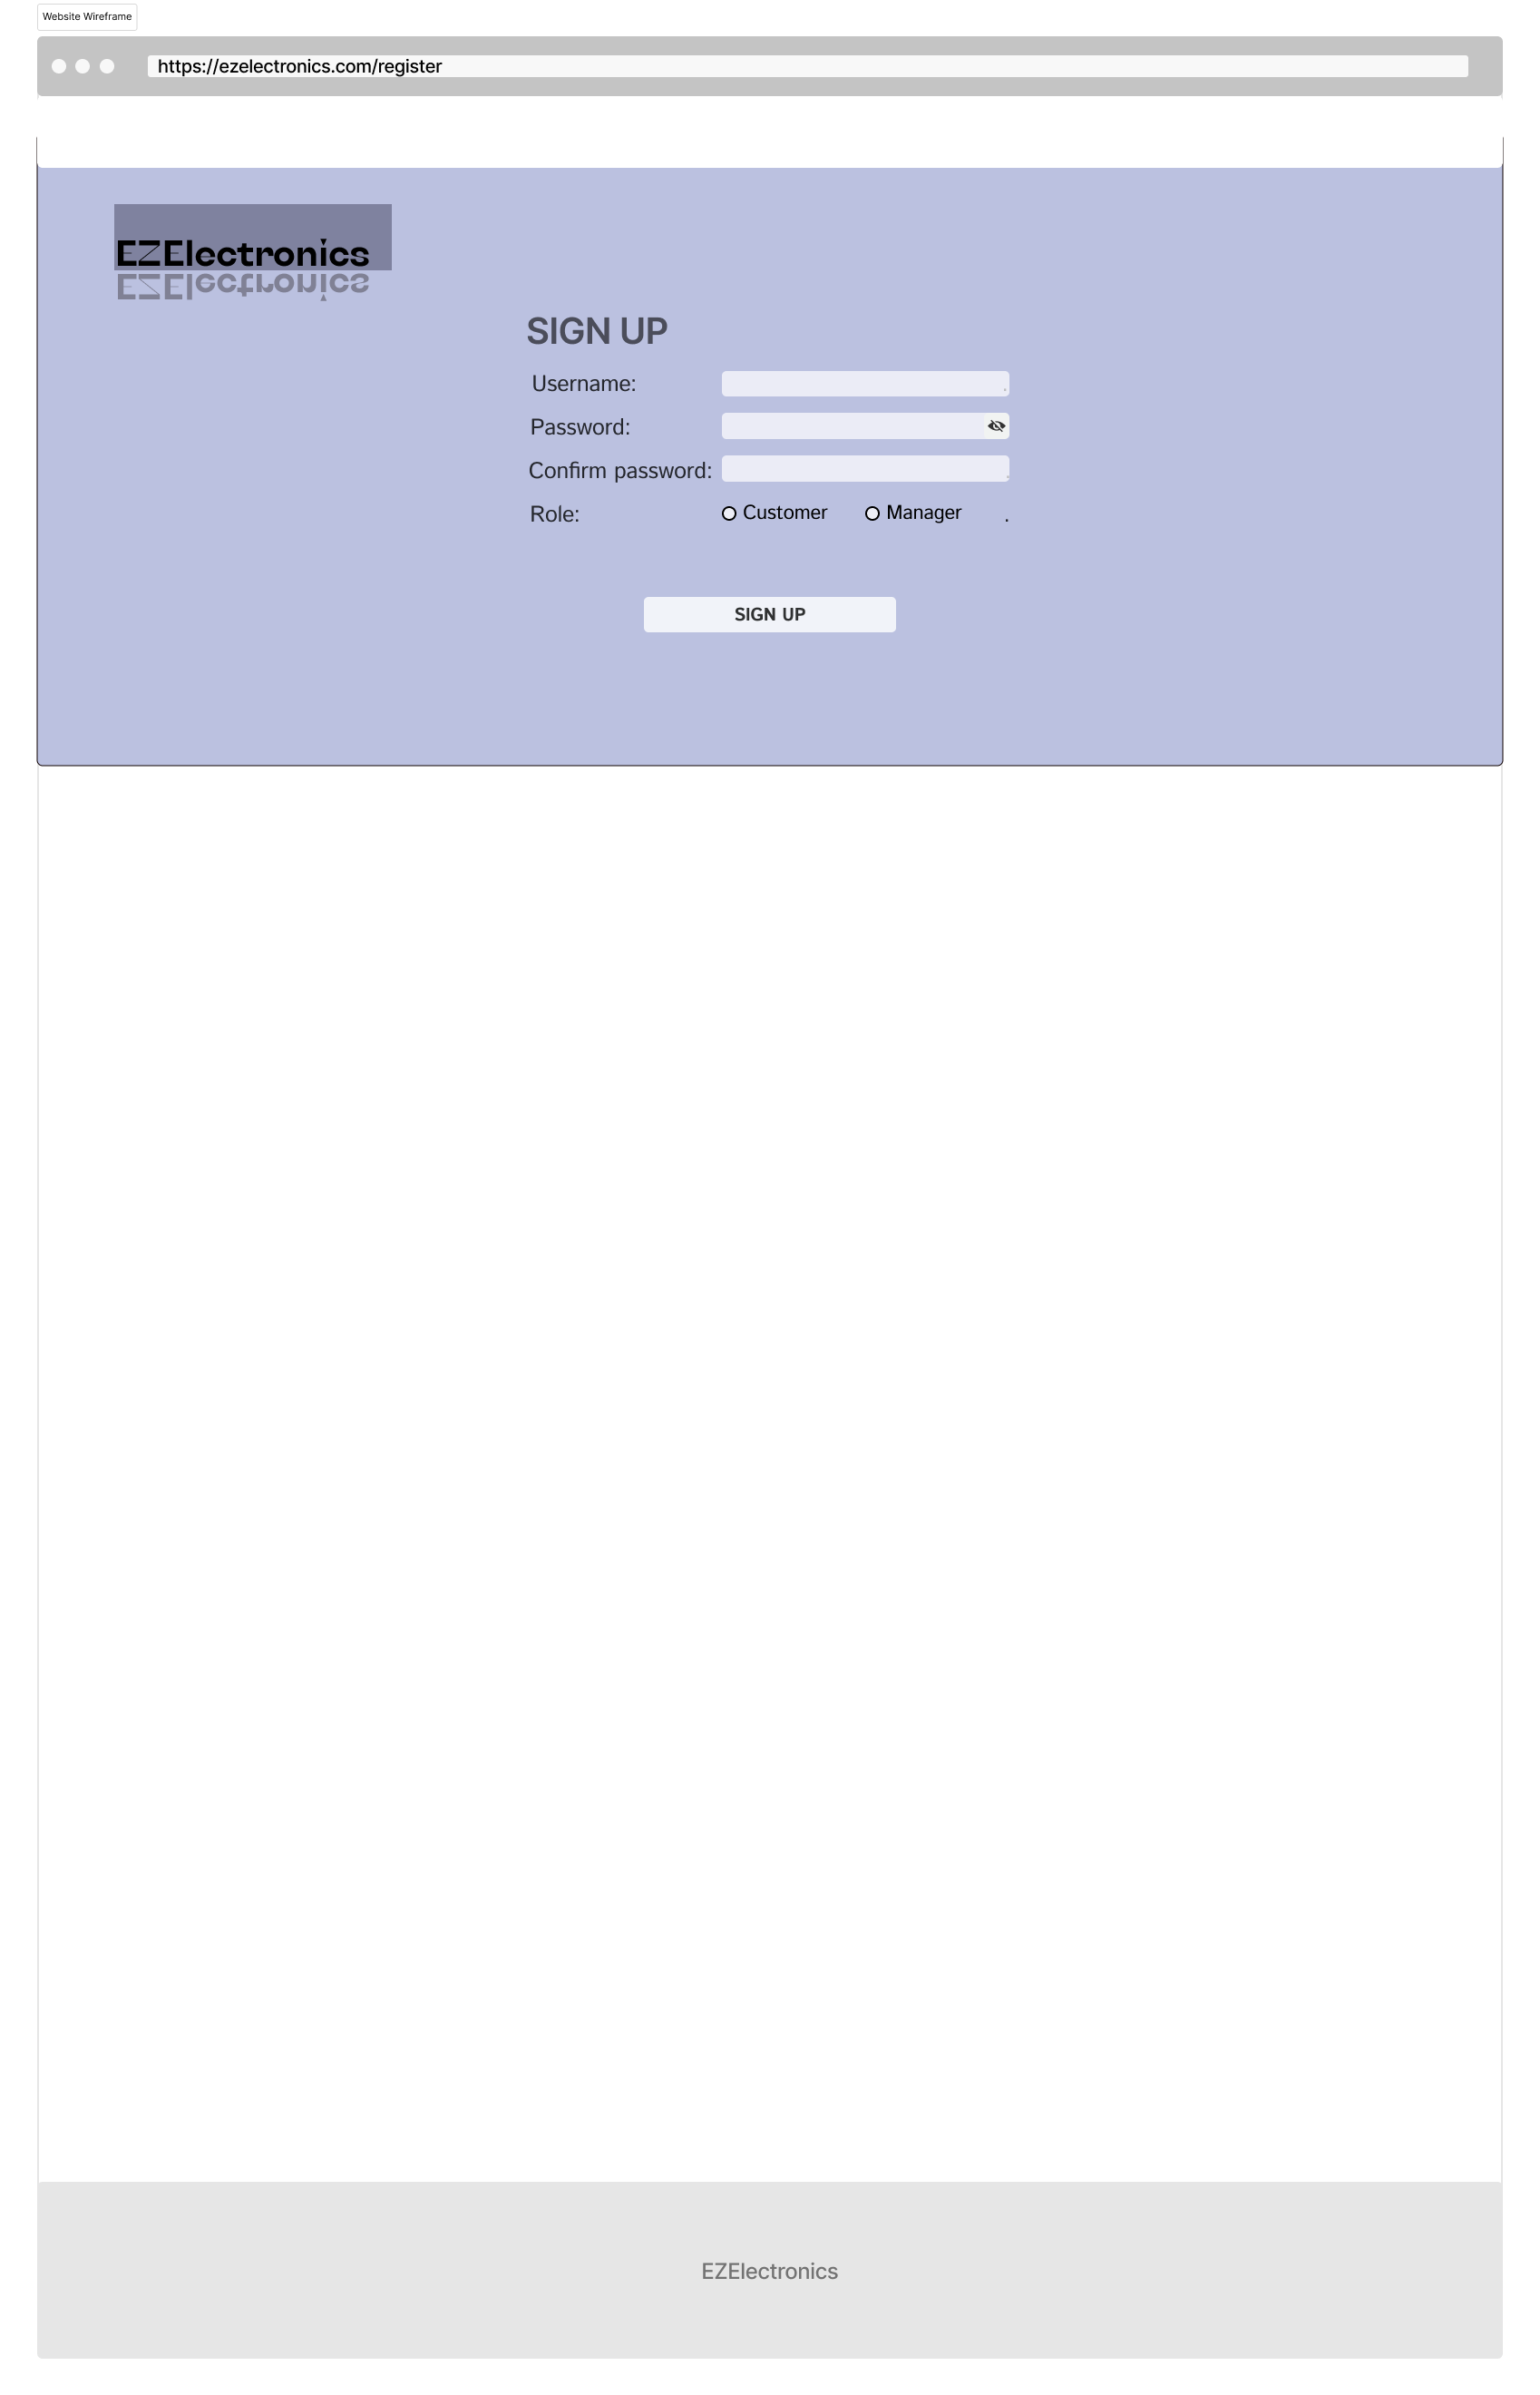 Website Wireframe
https://ezelectronics.com/register
EZElectronics
EZElectronics
SIGN UP
Username:
Password:
Confirm password:
Role: Customer Manager .
SIGN UP
EZElectronics